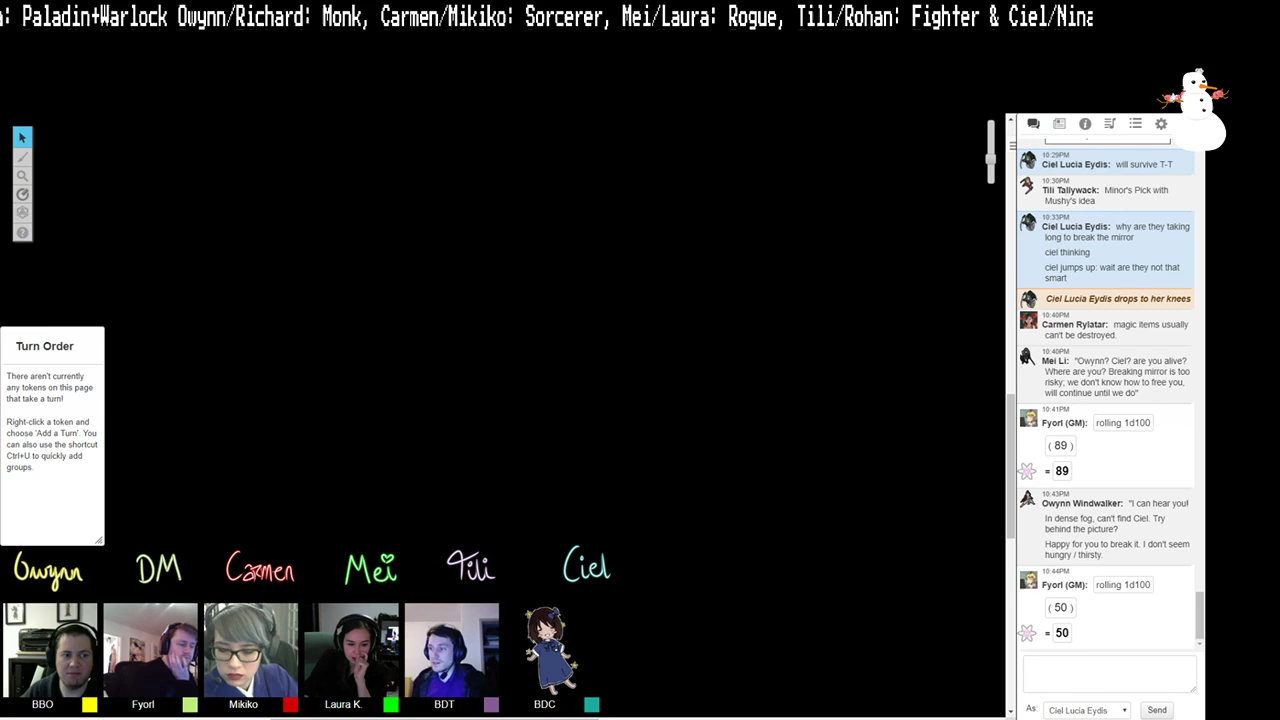 : Paladin+Warlock Owynn/Richard: Monk, Carmen/Mikiko: Sorcerer, Mei/Laura: Rogue, Tili/Rohan: Fighter & Ciel/Nina
10:29PM
Ciel Lucia Eydis: will survive T-T
10:30PM
Tili Tallywack: Minor's Pick with
Mushy's idea
10:33PM
Ciel Lucia Eydis: why are they taking
long to break the mirror
ciel thinking
ciel jumps up: wait are they not that
smart
Ciel Lucia Eydis drops to her knees
10:40PM
Carmen Rylatar: magic items usually
can't be destroyed.
10:40PM
Mei Li: "Owynn? Ciel? are you alive?
Where are you? Breaking mirror is too
risky; we don't know how to free you,
will continue until we do"
10:41PM
Fyorl (GM): rolling 1d100
( 89 )
= 89
10:43PM
Owynn Windwalker: "I can hear you!
In dense fog, can't find Ciel. Try
behind the picture?
Happy for you to break it. I don't seem
hungry / thirsty.
10:44PM
Fyorl (GM): rolling 1d100
( 50 )
= 50
As: Ciel Lucia Eydis Send
Turn Order
There aren't currently
any tokens on this page
that take a turn!
Right-click a token and
choose 'Add a Turn'. You
can also use the shortcut
Ctrl+U to quickly add
groups.
Owynn DM Carmen Mei Tili Ciel
BBO Fyorl Mikiko Laura K. BDT BDC